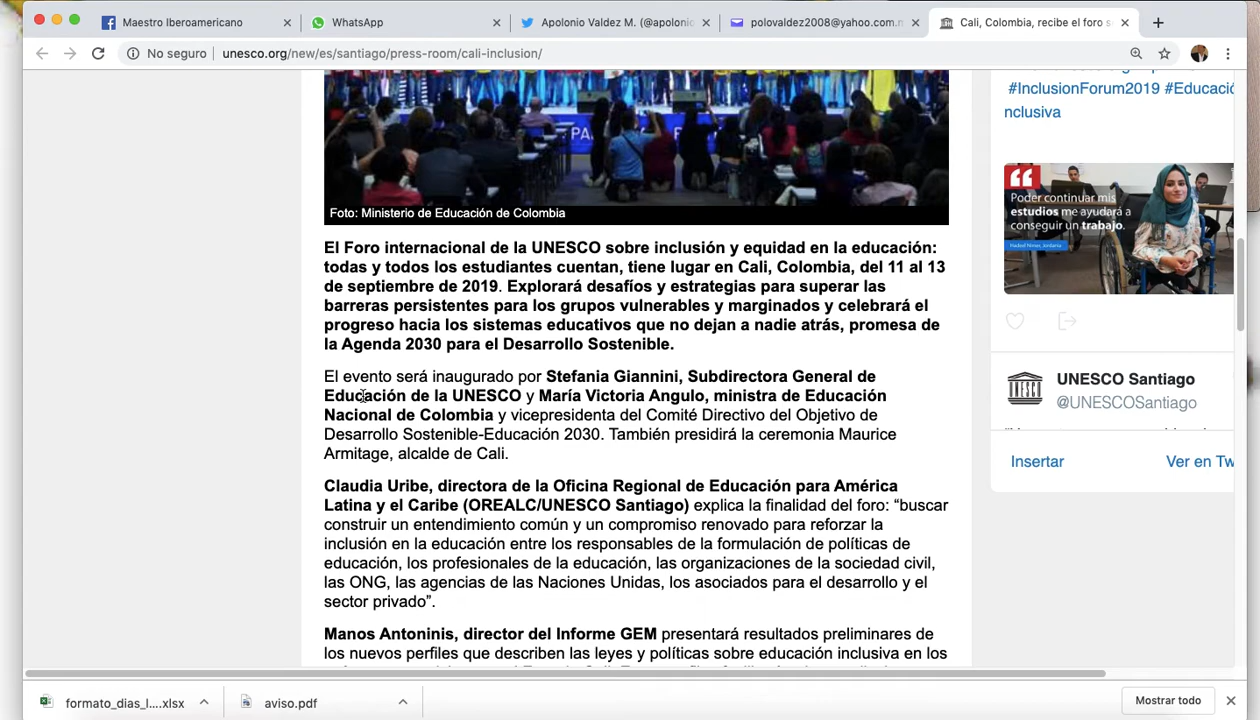 Maestro Iberoamericano
WhatsApp
Apolonio Valdez M. (@apolonio
polovaldez2008@yahoo.com.n
Cali, Colombia, recibe el foro s
No seguro
unesco.org/new/es/santiago/press-room/cali-inclusion/
#InclusionForum2019 #Educació
nclusiva
Poder continuar mis
estudios me ayudará a
conseguir un trabajo.
Foto: Ministerio de Educación de Colombia
El Foro internacional de la UNESCO sobre inclusión y equidad en la educación:
todas y todos los estudiantes cuentan, tiene lugar en Cali, Colombia, del 11 al 13
de septiembre de 2019. Explorará desafíos y estrategias para superar las
barreras persistentes para los grupos vulnerables y marginados y celebrará el
progreso hacia los sistemas educativos que no dejan a nadie atrás, promesa de
la Agenda 2030 para el Desarrollo Sostenible.
El evento será inaugurado por Stefania Giannini, Subdirectora General de
Educación de la UNESCO y María Victoria Angulo, ministra de Educación
Nacional de Colombia y vicepresidenta del Comité Directivo del Objetivo de
Desarrollo Sostenible-Educación 2030. También presidirá la ceremonia Maurice
Armitage, alcalde de Cali.
Claudia Uribe, directora de la Oficina Regional de Educación para América
Latina y el Caribe (OREALC/UNESCO Santiago) explica la finalidad del foro: “buscar
construir un entendimiento común y un compromiso renovado para reforzar la
inclusión en la educación entre los responsables de la formulación de políticas de
educación, los profesionales de la educación, las organizaciones de la sociedad civil,
las ONG, las agencias de las Naciones Unidas, los asociados para el desarrollo y el
sector privado”.
Manos Antoninis, director del Informe GEM presentará resultados preliminares de
los nuevos perfiles que describen las leyes y políticas sobre educación inclusiva en los
UNESCO Santiago
@UNESCOSantiago
Insertar
Ver en Tw
formato_dias_l....xlsx
aviso.pdf
Mostrar todo